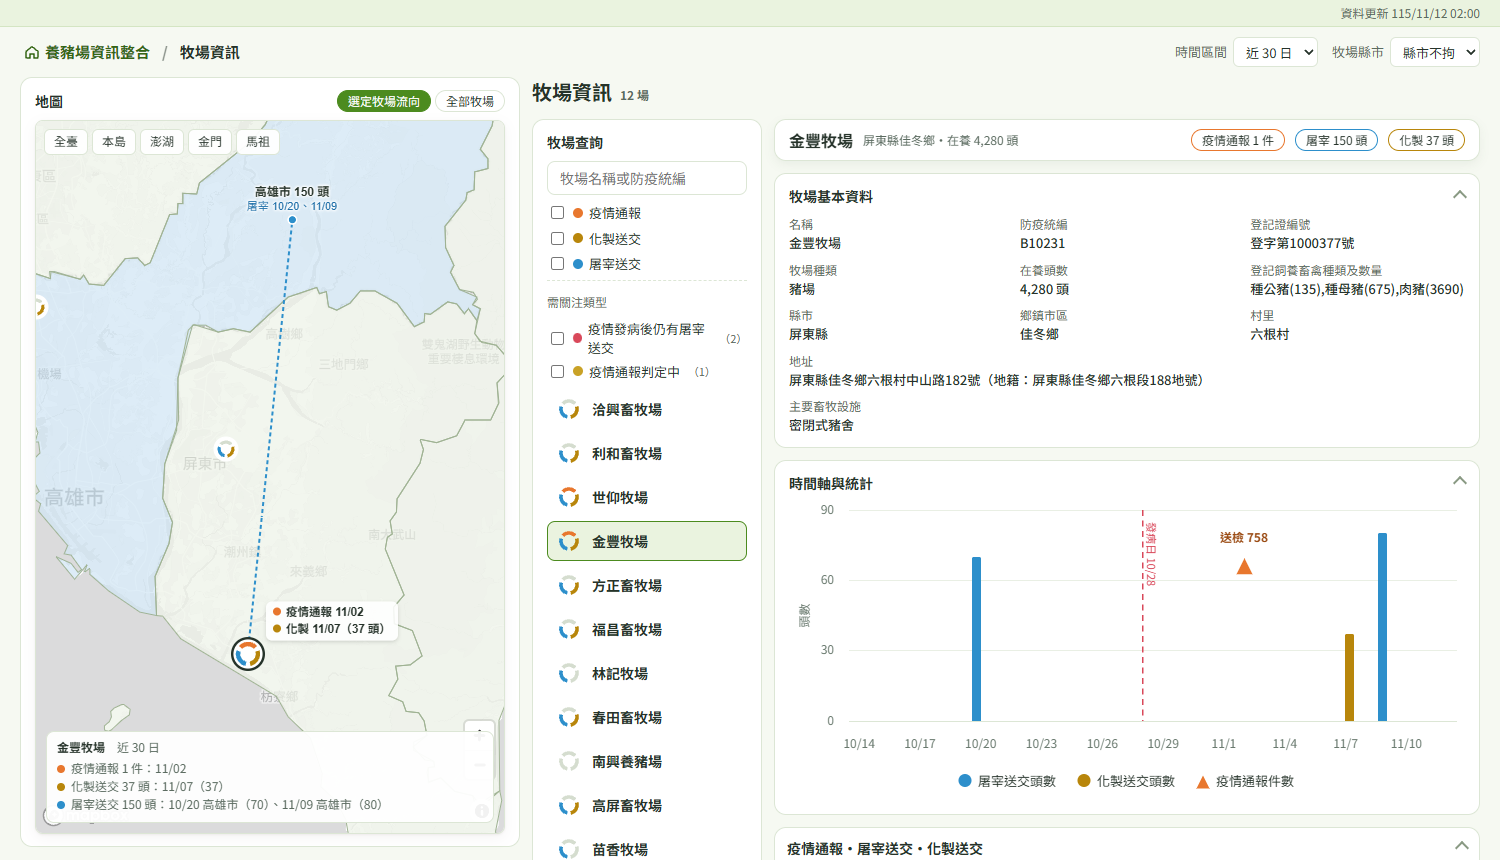 資料更新 115/11/12 02:00
養豬場資訊整合 / 牧場資訊
時間區間 近 30 日 牧場縣市 縣市不拘
地圖
選定牧場流向 全部牧場
全臺 本島 澎湖 金門 馬祖
高雄市 150 頭
屠宰 10/20、11/09
高樹鄉
三地門鄉
機場
屏東市
高雄市
南大武山
潮州鎮
來義鄉
疫情通報 11/02
化製 11/07（37 頭）
枋寮鄉
金豐牧場 近 30 日
疫情通報 1 件：11/02
化製送交 37 頭：11/07（37）
屠宰送交 150 頭：10/20 高雄市（70）、11/09 高雄市（80）
牧場資訊 12 場
牧場查詢
牧場名稱或防疫統編
疫情通報
化製送交
屠宰送交
需關注類型
疫情發病後仍有屠宰
送交
（2）
疫情通報判定中 （1）
洽興畜牧場
利和畜牧場
世仰牧場
金豐牧場
方正畜牧場
福昌畜牧場
林記牧場
春田畜牧場
南興養豬場
高屏畜牧場
苗香牧場
金豐牧場 屏東縣佳冬鄉・在養 4,280 頭
疫情通報 1 件 屠宰 150 頭 化製 37 頭
牧場基本資料
名稱 防疫統編 登記證編號
金豐牧場 B10231 登字第1000377號
牧場種類 在養頭數 登記飼養畜禽種類及數量
豬場 4,280 頭 種公豬(135),種母豬(675),肉豬(3690)
縣市 鄉鎮市區 村里
屏東縣 佳冬鄉 六根村
地址
屏東縣佳冬鄉六根村中山路182號（地籍：屏東縣佳冬鄉六根段188地號）
主要畜牧設施
密閉式豬舍
時間軸與統計
頭數
90
60
30
0
發病日 10/28
送檢 758
10/14 10/17 10/20 10/23 10/26 10/29 11/1 11/4 11/7 11/10
屠宰送交頭數 化製送交頭數 疫情通報件數
疫情通報・屠宰送交・化製送交